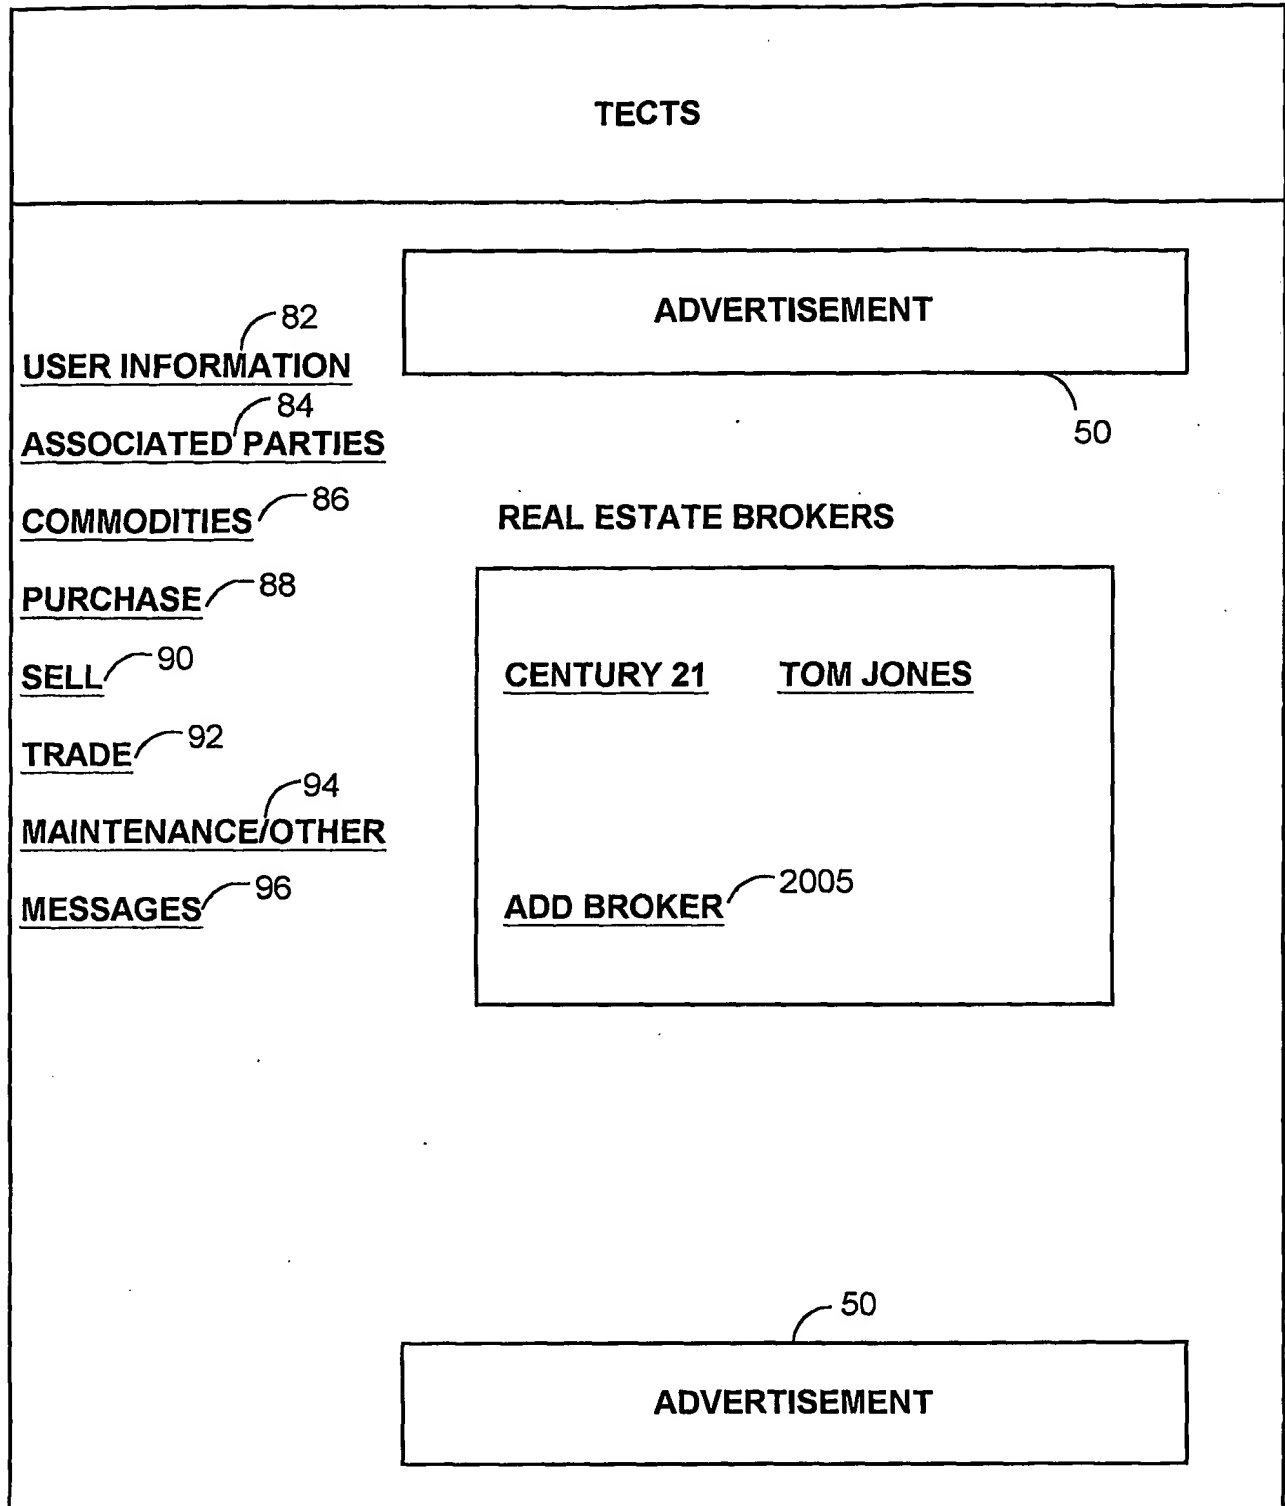 TECTS
ADVERTISEMENT
50
82
USER INFORMATION
84
ASSOCIATED PARTIES
COMMODITIES 86
PURCHASE 88
SELL 90
TRADE 92
94
MAINTENANCE/OTHER
MESSAGES 96
REAL ESTATE BROKERS
CENTURY 21 TOM JONES
ADD BROKER 2005
50
ADVERTISEMENT